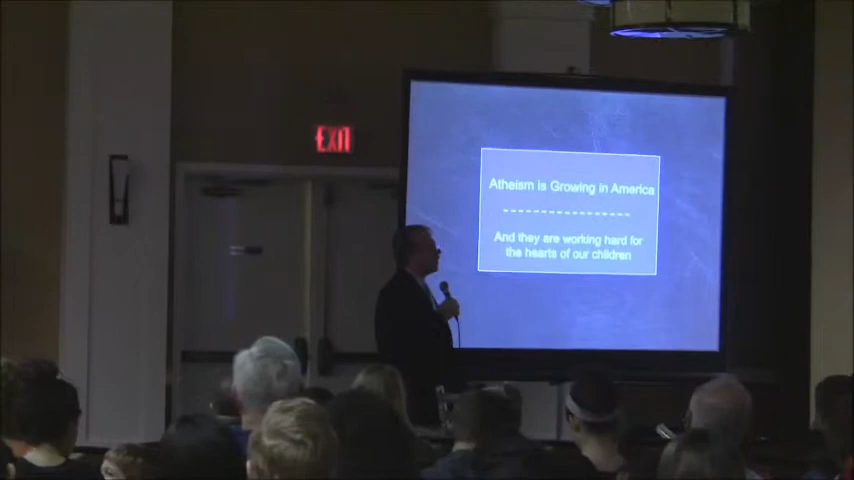 EXIT
Atheism is Growing in America
And they are working hard for
the hearts of our children